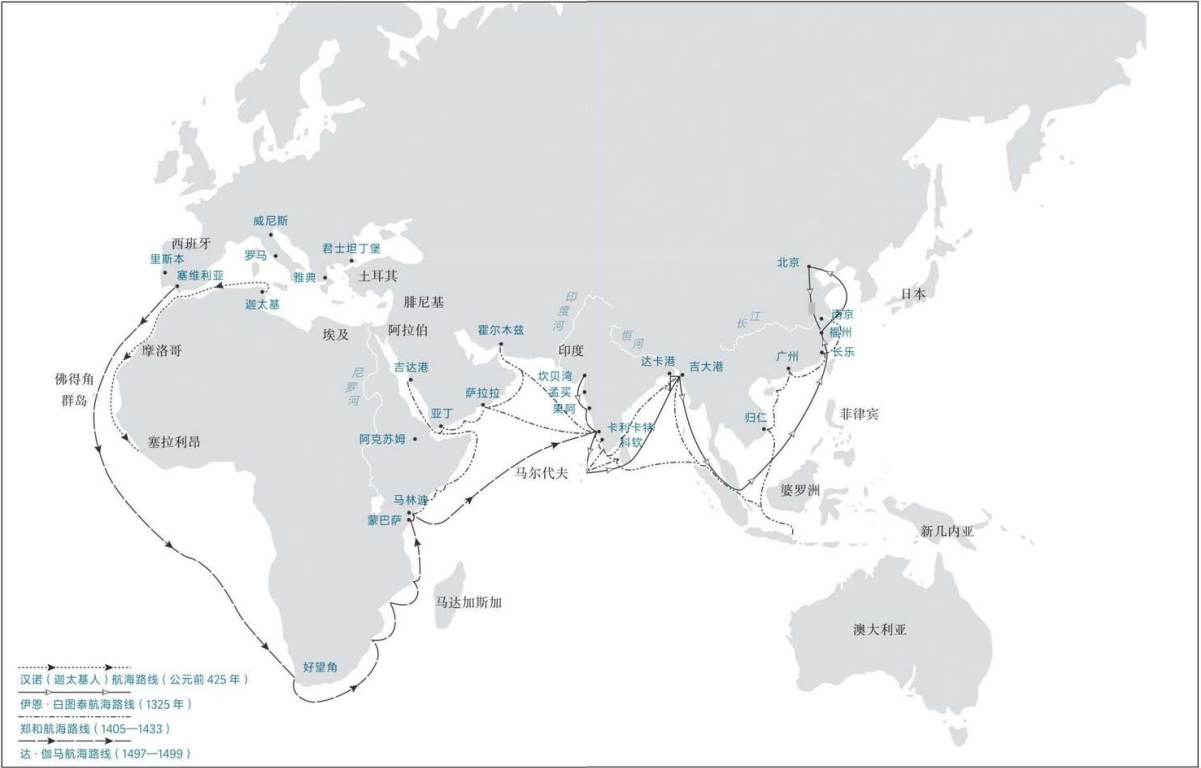 威尼斯
西班牙
里斯本
罗马
君士坦丁堡
塞维利亚
雅典
土耳其
迦太基
腓尼基
北京
日本
印度河
埃及
阿拉伯
霍尔木兹
恒河
长江
南京
福州
摩洛哥
印度
长乐
广州
吉达港
尼罗河
达卡港
吉大港
坎贝湾
佛得角
群岛
萨拉拉
孟买
果阿
亚丁
归仁
菲律宾
塞拉利昂
阿克苏姆
卡利卡特
科钦
马尔代夫
婆罗洲
马林迪
蒙巴萨
新几内亚
马达加斯加
澳大利亚
好望角
汉诺（迦太基人）航海路线（公元前425年）
伊恩·白图泰航海路线（1325年）
郑和航海路线（1405—1433）
达·伽马航海路线（1497—1499）